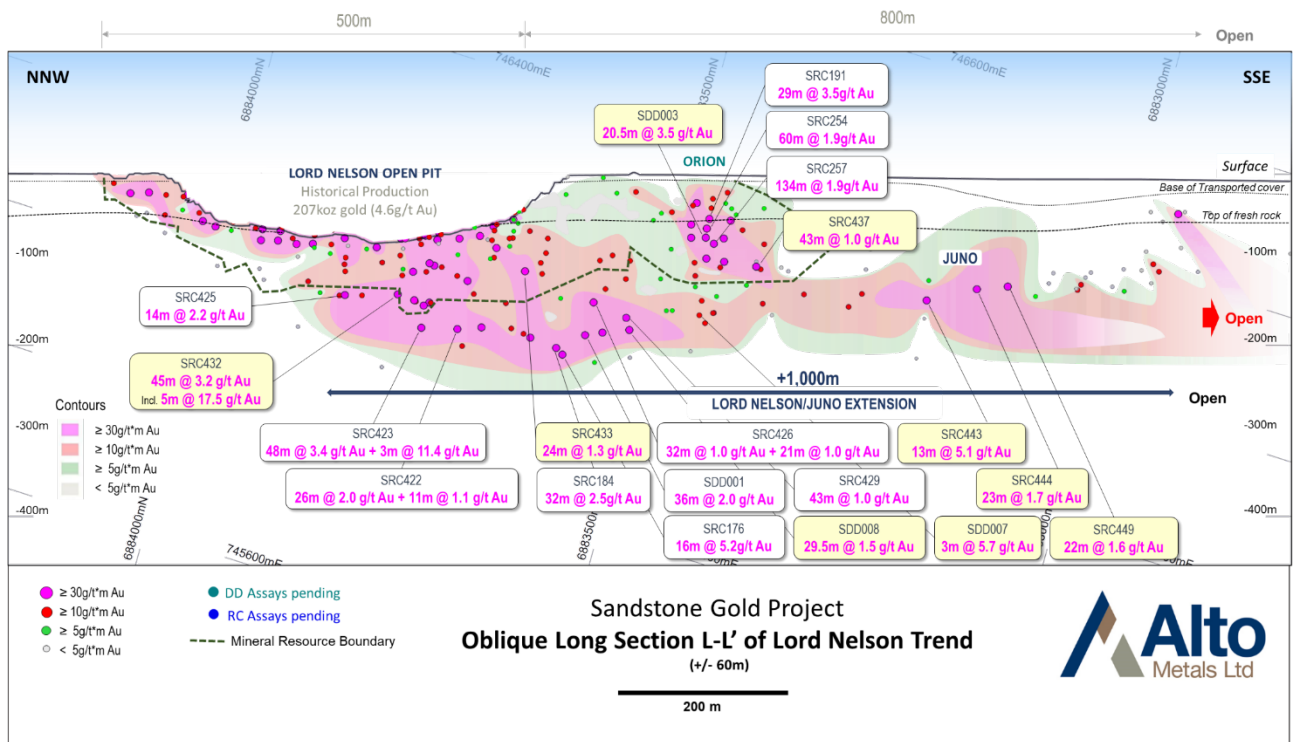 500m
800m
Open
NNW
6884000mN
746400mE
746600mE
6883000mN
SSE
SRC191
29m @ 3.5g/t Au
SDD003
20.5m @ 3.5 g/t Au
SRC254
60m @ 1.9g/t Au
ORION
SRC257
134m @ 1.9g/t Au
LORD NELSON OPEN PIT
Historical Production
207koz gold (4.6g/t Au)
Surface
Base of Transported cover
Top of fresh rock
SRC437
43m @ 1.0 g/t Au
-100m
-100m
JUNO
SRC425
14m @ 2.2 g/t Au
Open
-200m
-200m
SRC432
45m @ 3.2 g/t Au
Incl. 5m @ 17.5 g/t Au
+1,000m
LORD NELSON/JUNO EXTENSION
Open
Contours
≥ 30g/t*m Au
≥ 10g/t*m Au
≥ 5g/t*m Au
< 5g/t*m Au
-300m
-300m
SRC423
48m @ 3.4 g/t Au + 3m @ 11.4 g/t Au
SRC433
24m @ 1.3 g/t Au
SRC426
32m @ 1.0 g/t Au + 21m @ 1.0 g/t Au
SRC443
13m @ 5.1 g/t Au
SRC422
26m @ 2.0 g/t Au + 11m @ 1.1 g/t Au
SRC184
32m @ 2.5g/t Au
SDD001
36m @ 2.0 g/t Au
SRC429
43m @ 1.0 g/t Au
SRC444
23m @ 1.7 g/t Au
-400m
-400m
SRC176
16m @ 5.2g/t Au
SDD008
29.5m @ 1.5 g/t Au
SDD007
3m @ 5.7 g/t Au
SRC449
22m @ 1.6 g/t Au
6884000mN
745600mE
6883500mN
≥ 30g/t*m Au
≥ 10g/t*m Au
≥ 5g/t*m Au
< 5g/t*m Au
DD Assays pending
RC Assays pending
Mineral Resource Boundary
Sandstone Gold Project
Oblique Long Section L-L' of Lord Nelson Trend
(+/- 60m)
200 m
Alto
Metals Ltd